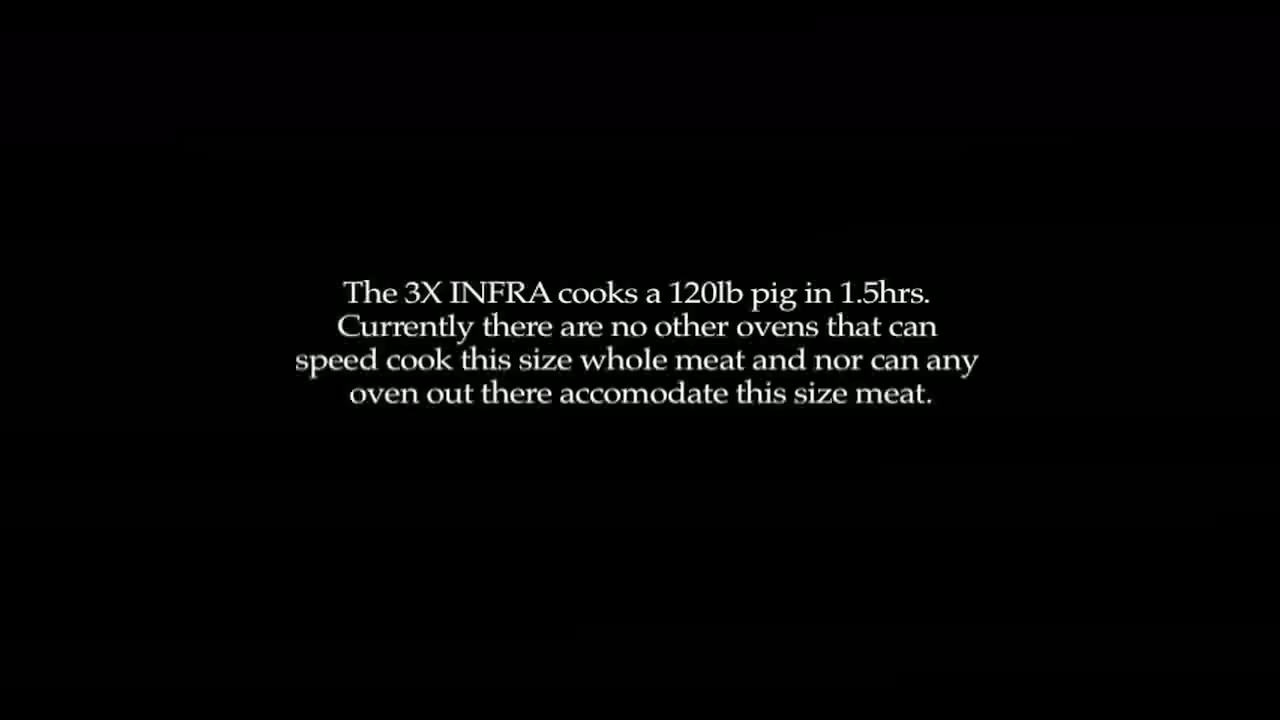 The 3X INFRA cooks a 120lb pig in 1.5hrs.
Currently there are no other ovens that can
speed cook this size whole meat and nor can any
oven out there accomodate this size meat.